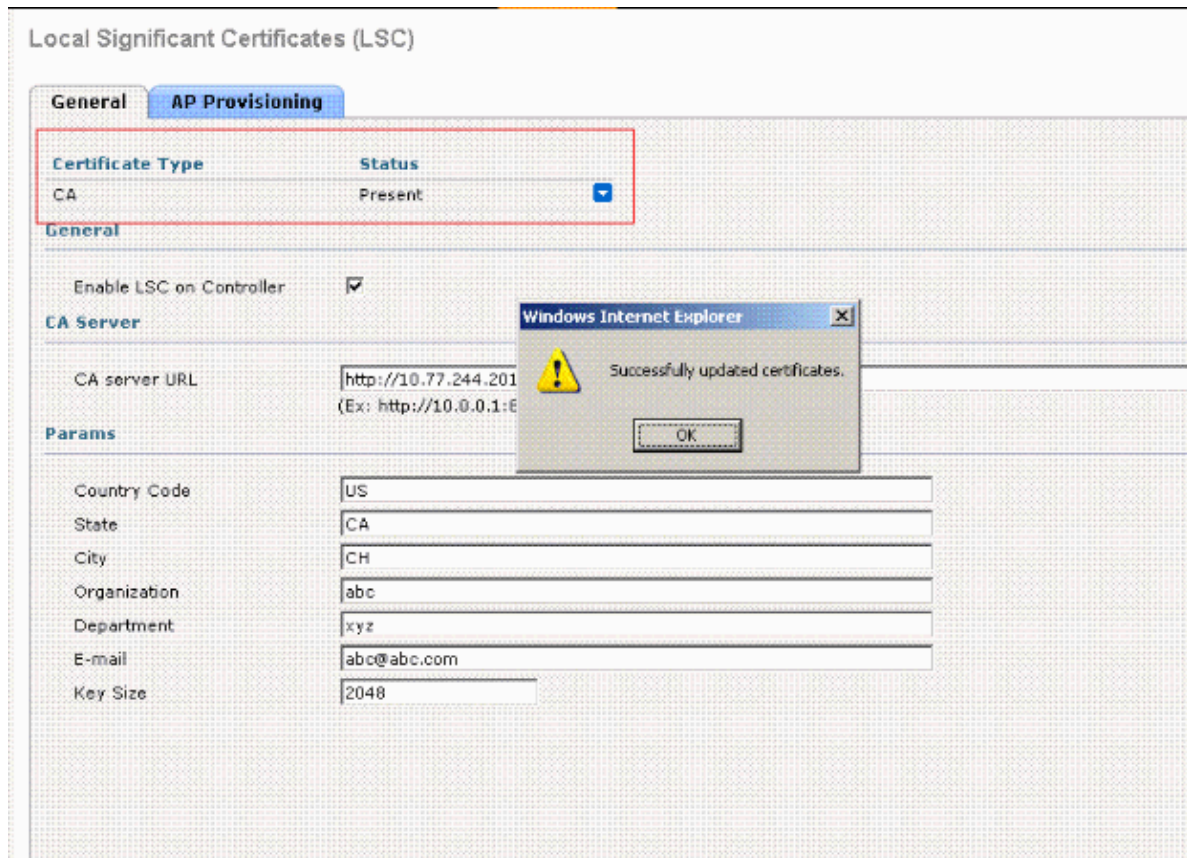 Local Significant Certificates (LSC)
General AP Provisioning
Certificate Type Status
CA Present
General
Enable LSC on Controller
CA Server
CA server URL http://10.77.244.201
(Ex: http://10.0.0.1:
Windows Internet Explorer
Successfully updated certificates.
OK
Params
Country Code US
State CA
City CH
Organization abc
Department xyz
E-mail abc@abc.com
Key Size 2048